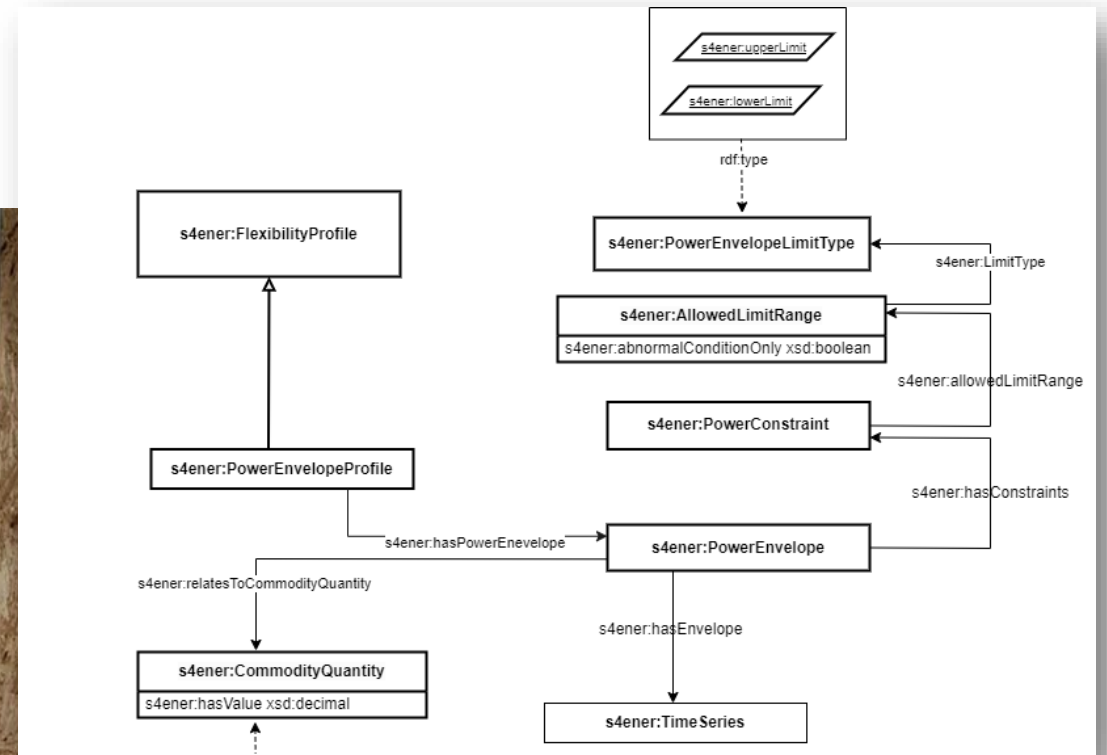 s4ener:upperLimit
s4ener:lowerLimit
rdf:type
s4ener:FlexibilityProfile
s4ener:PowerEnvelopeLimitType
s4ener:LimitType
s4ener:AllowedLimitRange
s4ener:abnormalConditionOnly xsd:boolean
s4ener:allowedLimitRange
s4ener:PowerConstraint
s4ener:PowerEnvelopeProfile
s4ener:hasConstraints
s4ener:hasPowerEnevelope
s4ener:PowerEnvelope
s4ener:relatesToCommodityQuantity
s4ener:hasEnvelope
s4ener:CommodityQuantity
s4ener:hasValue xsd:decimal
s4ener:TimeSeries